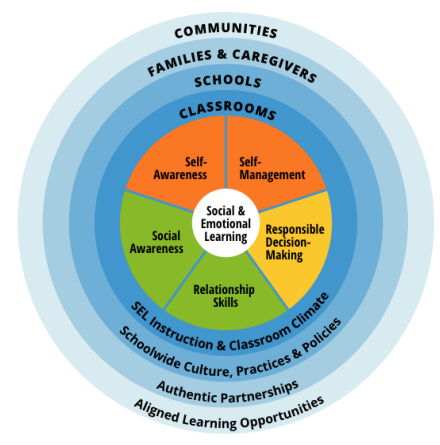 COMMUNITIES
FAMILIES & CAREGIVERS
SCHOOLS
CLASSROOMS
Self-
Awareness
Self-
Management
Social &
Emotional
Learning
Social
Awareness
Responsible
Decision-
Making
Relationship
Skills
SEL Instruction & Classroom Climate
Schoolwide Culture, Practices & Policies
Authentic Partnerships
Aligned Learning Opportunities